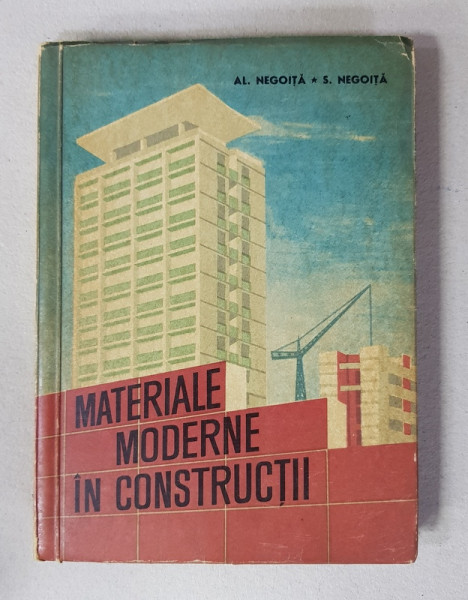 AL. NEGOIȚĂ ★ S. NEGOIȚĂ
MATERIALE
MODERNE
ÎN CONSTRUCȚII